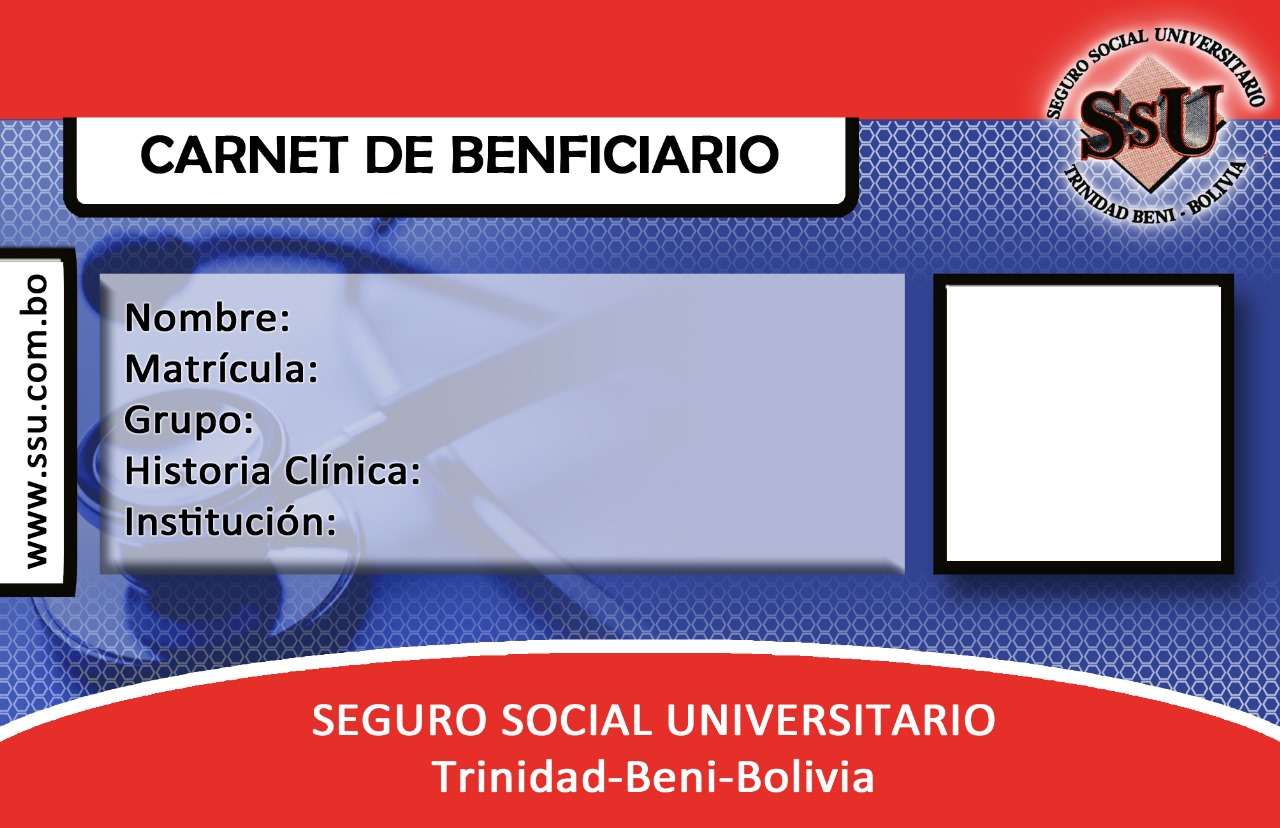 SEGURO SOCIAL UNIVERSITARIO
SSU
TRINIDAD BENI - BOLIVIA
CARNET DE BENFICIARIO
www.ssu.com.bo
Nombre:
Matrícula:
Grupo:
Historia Clínica:
Institución:
SEGURO SOCIAL UNIVERSITARIO
Trinidad-Beni-Bolivia